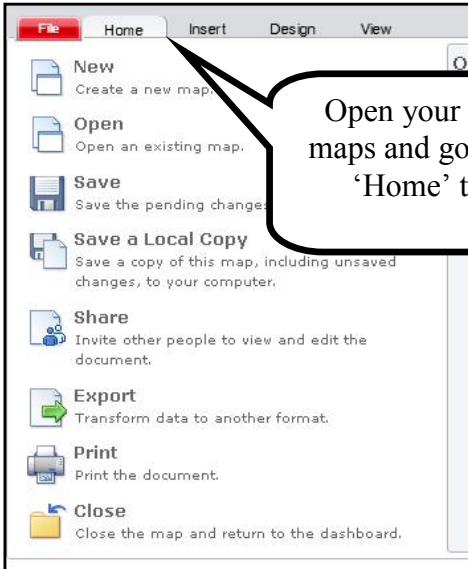 File Home Insert Design View
New
Create a new map.
Open
Open an existing map.
Save
Save the pending changes
Save a Local Copy
Save a copy of this map, including unsaved
changes, to your computer.
Share
Invite other people to view and edit the
document.
Export
Transform data to another format.
Print
Print the document.
Close
Close the map and return to the dashboard.
Open your
maps and go
‘Home’ t
O